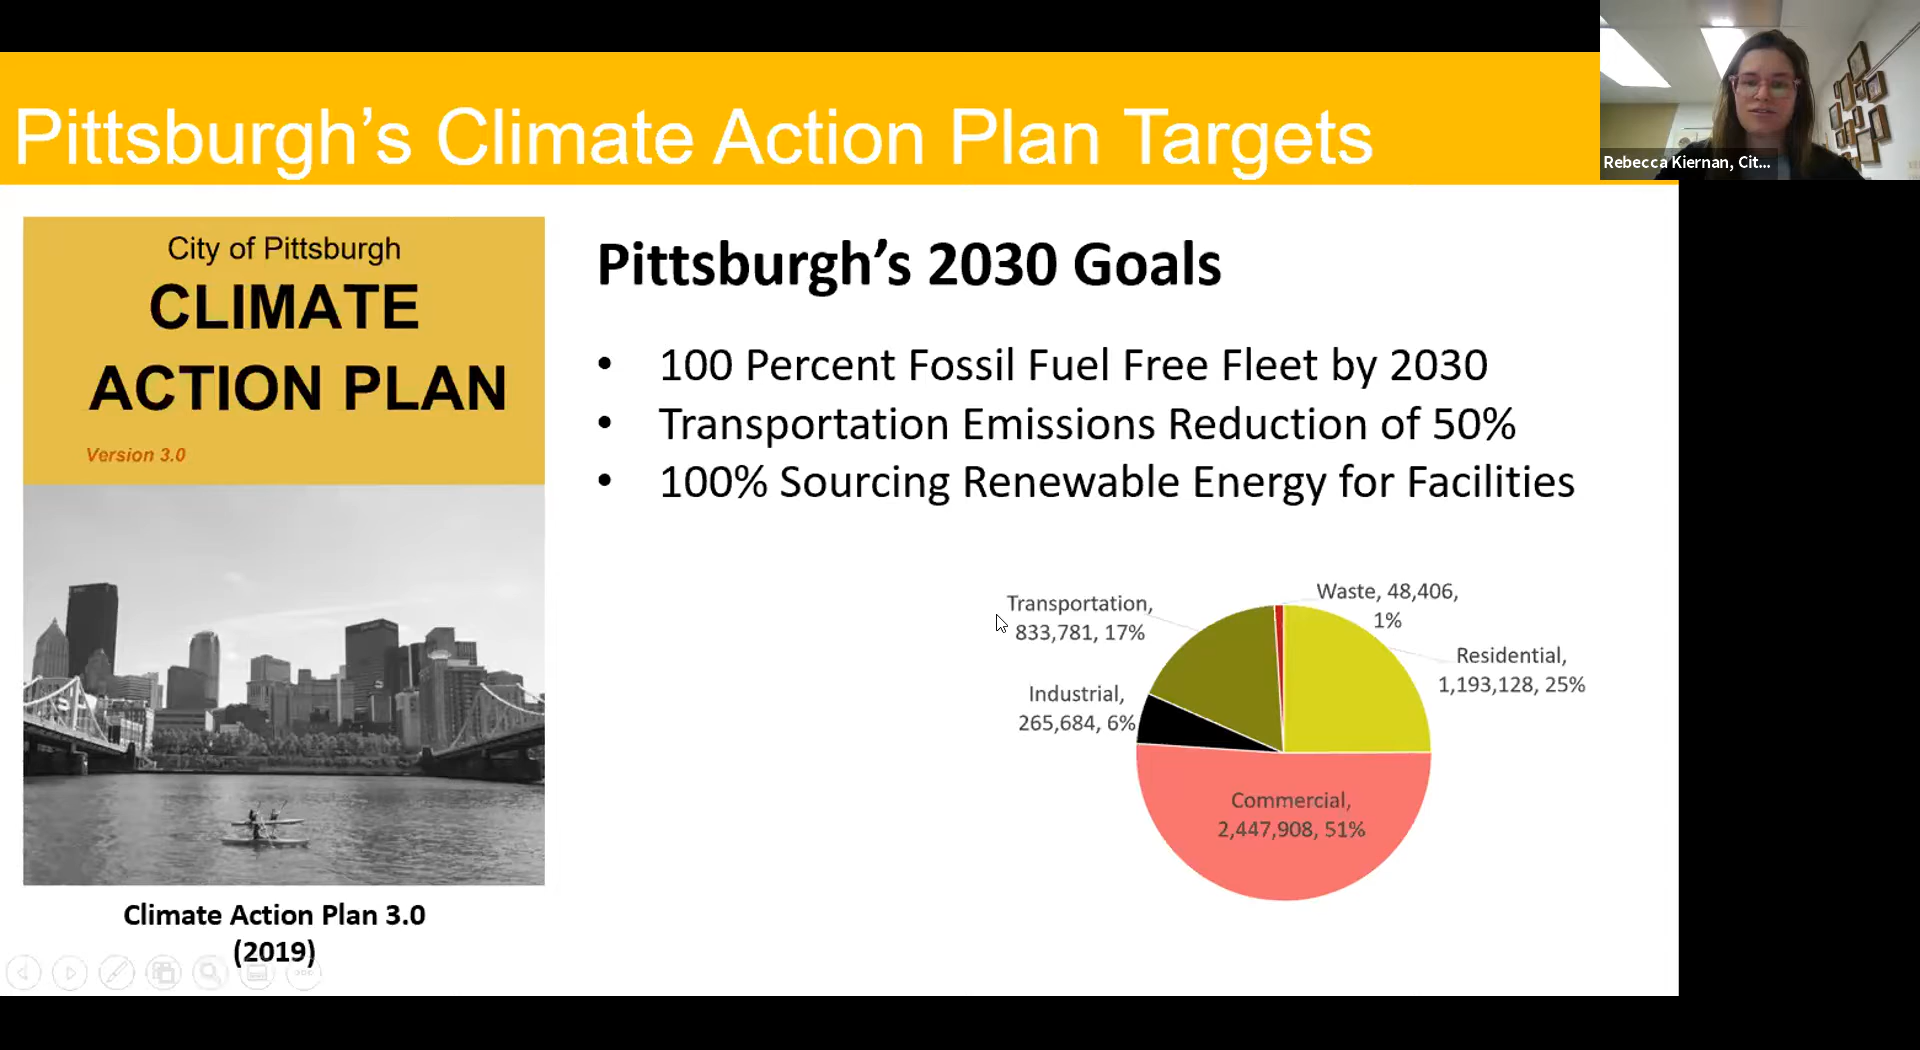 Pittsburgh’s Climate Action Plan Targets
Rebecca Kiernan, Cit...
City of Pittsburgh
CLIMATE
ACTION PLAN
Version 3.0
Climate Action Plan 3.0
(2019)
Pittsburgh’s 2030 Goals
• 100 Percent Fossil Fuel Free Fleet by 2030
• Transportation Emissions Reduction of 50%
• 100% Sourcing Renewable Energy for Facilities
Transportation,
833,781, 17%
Waste, 48,406,
1%
Residential,
1,193,128, 25%
Industrial,
265,684, 6%
Commercial,
2,447,908, 51%